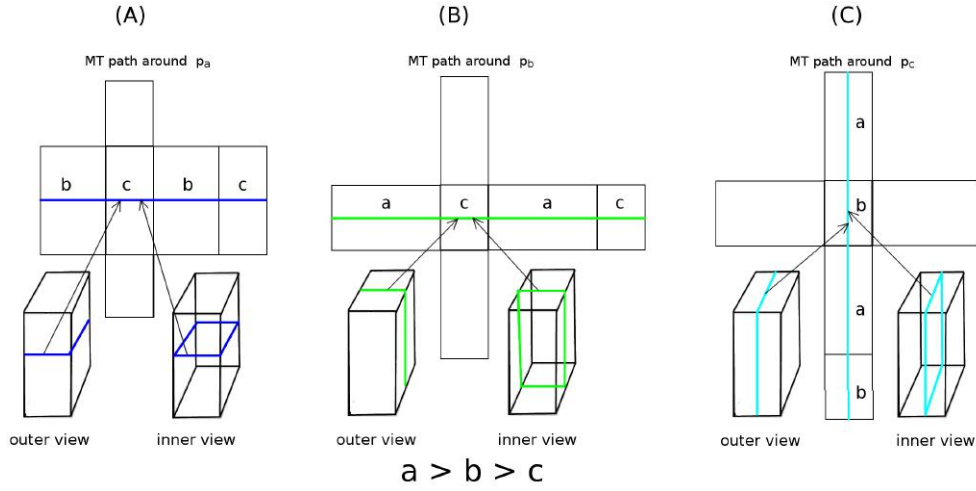 (A)
(B)
(C)
MT path around pa
MT path around pb
MT path around pc
b c b c
a c a c
a
b
a
b
outer view
inner view
outer view
inner view
outer view
inner view
a > b > c